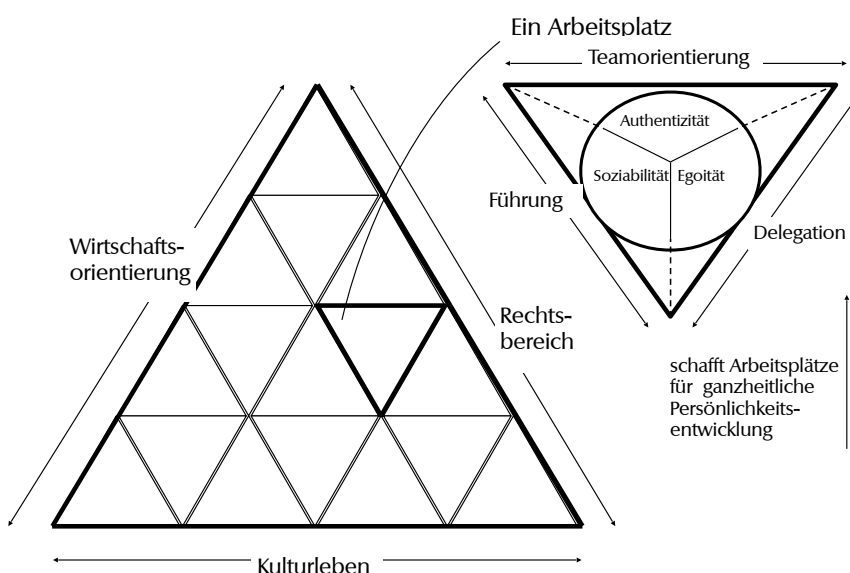 Ein Arbeitsplatz
Teamorientierung
Authentizität
Soziabilität
Egoität
Führung
Delegation
Wirtschafts-
orientierung
Rechts-
bereich
schafft Arbeitsplätze
für ganzheitliche
Persönlichkeits-
entwicklung
Kulturleben